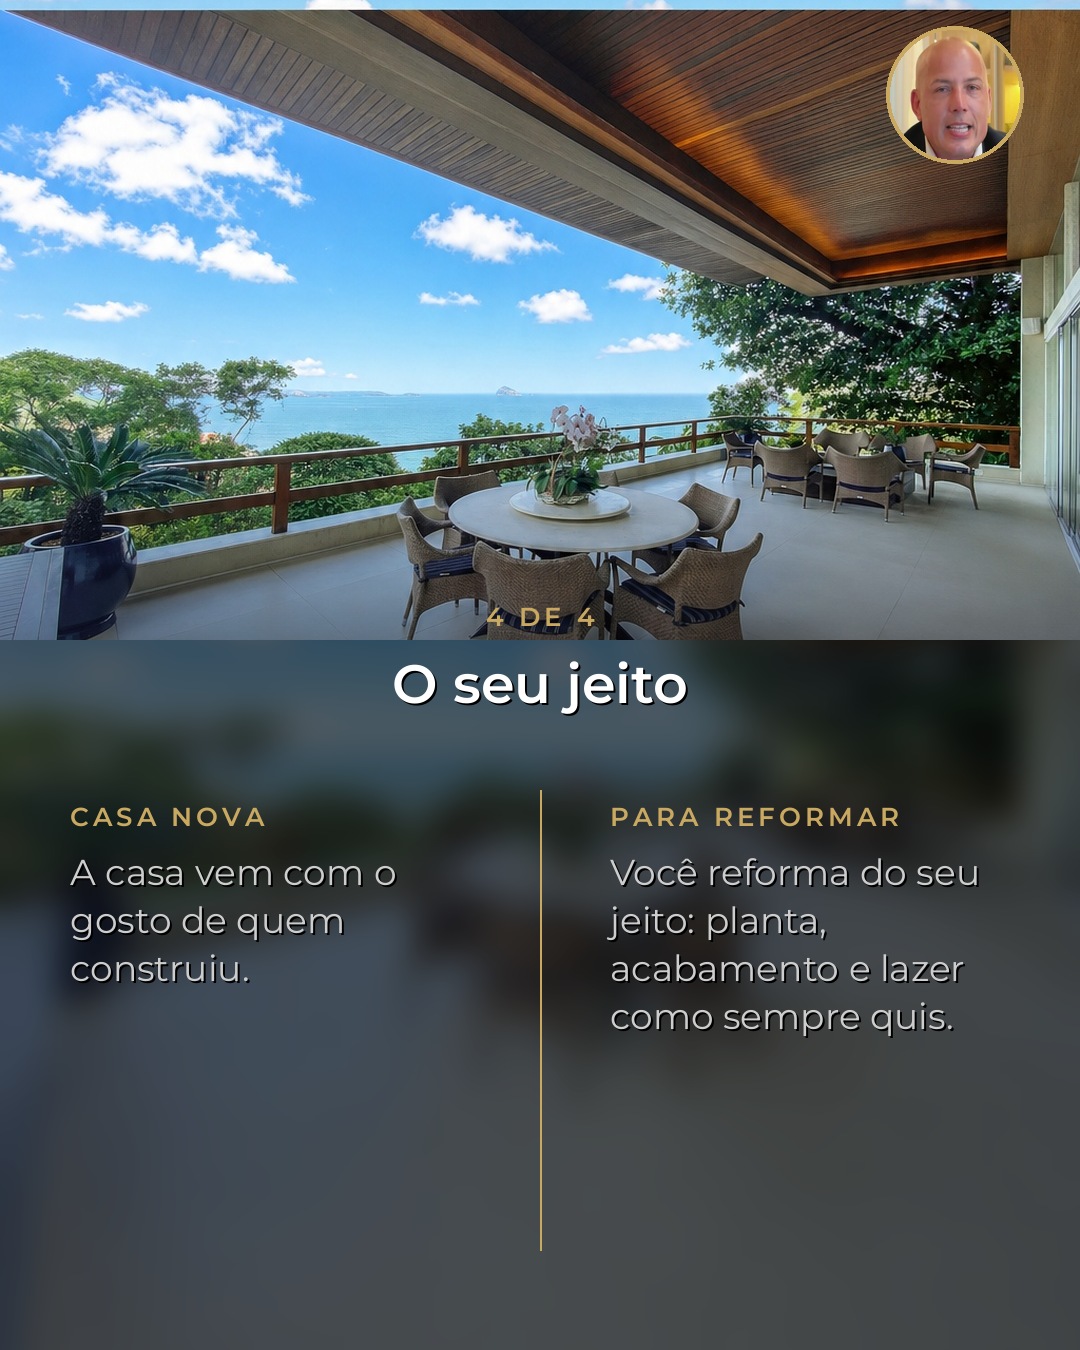 4 DE 4
O seu jeito
CASA NOVA
A casa vem com o
gosto de quem
construiu.
PARA REFORMAR
Você reforma do seu
jeito: planta,
acabamento e lazer
como sempre quis.